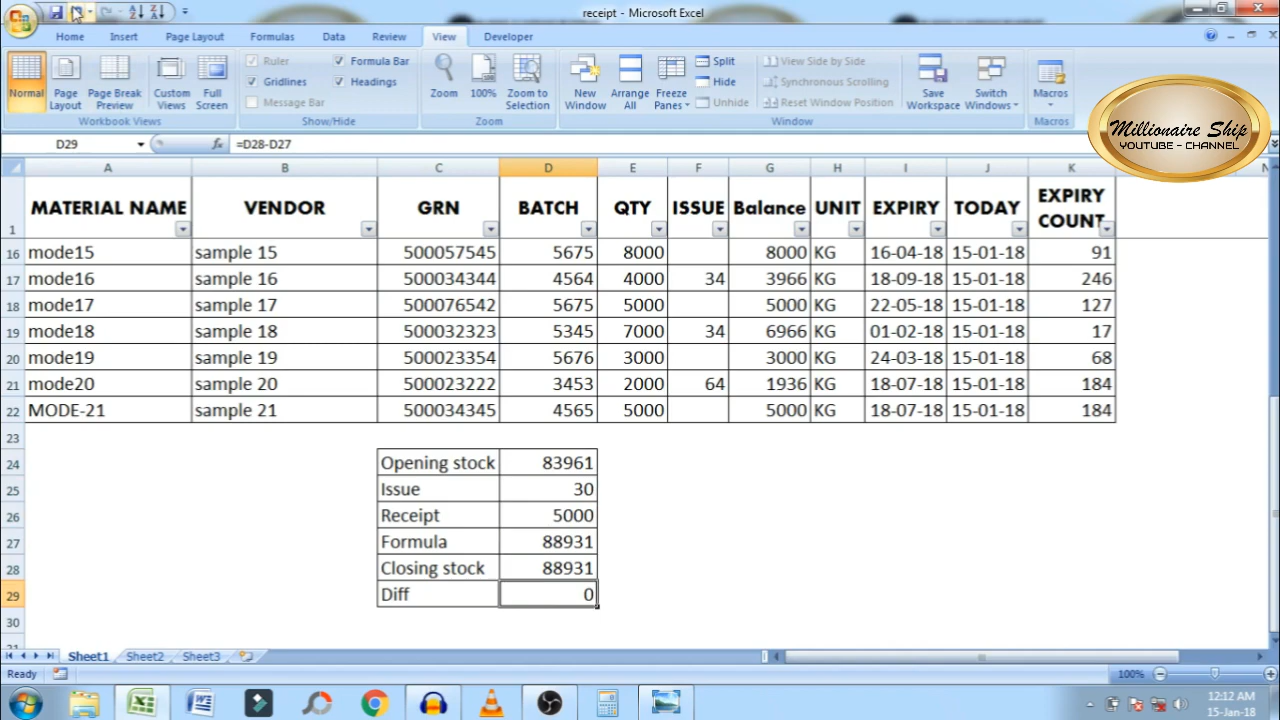 receipt - Microsoft Excel
Home Insert Page Layout Formulas Data Review View Developer
Ruler Formula Bar Split View Side by Side
Gridlines Headings Hide Synchronous Scrolling
Message Bar Unhide Reset Window Position
Normal Page Layout Page Break Preview Custom Views Full Screen Zoom 100% Zoom to Selection New Window Arrange All Freeze Panes Save Workspace Switch Windows Macros
Workbook Views Show/Hide Zoom Window Macros
Millionaire Ship
YOUTUBE - CHANNEL
D29 fx =D28-D27
A B C D E F G H I J K N
1 MATERIAL NAME VENDOR GRN BATCH QTY ISSUE Balance UNIT EXPIRY TODAY EXPIRY COUNT
16 mode15 sample 15 500057545 5675 8000 8000 KG 16-04-18 15-01-18 91
17 mode16 sample 16 500034344 4564 4000 34 3966 KG 18-09-18 15-01-18 246
18 mode17 sample 17 500076542 5675 5000 5000 KG 22-05-18 15-01-18 127
19 mode18 sample 18 500032323 5345 7000 34 6966 KG 01-02-18 15-01-18 17
20 mode19 sample 19 500023354 5676 3000 3000 KG 24-03-18 15-01-18 68
21 mode20 sample 20 500023222 3453 2000 64 1936 KG 18-07-18 15-01-18 184
22 MODE-21 sample 21 500034345 4565 5000 5000 KG 18-07-18 15-01-18 184
23
24 Opening stock 83961
25 Issue 30
26 Receipt 5000
27 Formula 88931
28 Closing stock 88931
29 Diff 0
30
Sheet1 Sheet2 Sheet3
Ready 100%
12:12 AM
15-Jan-18